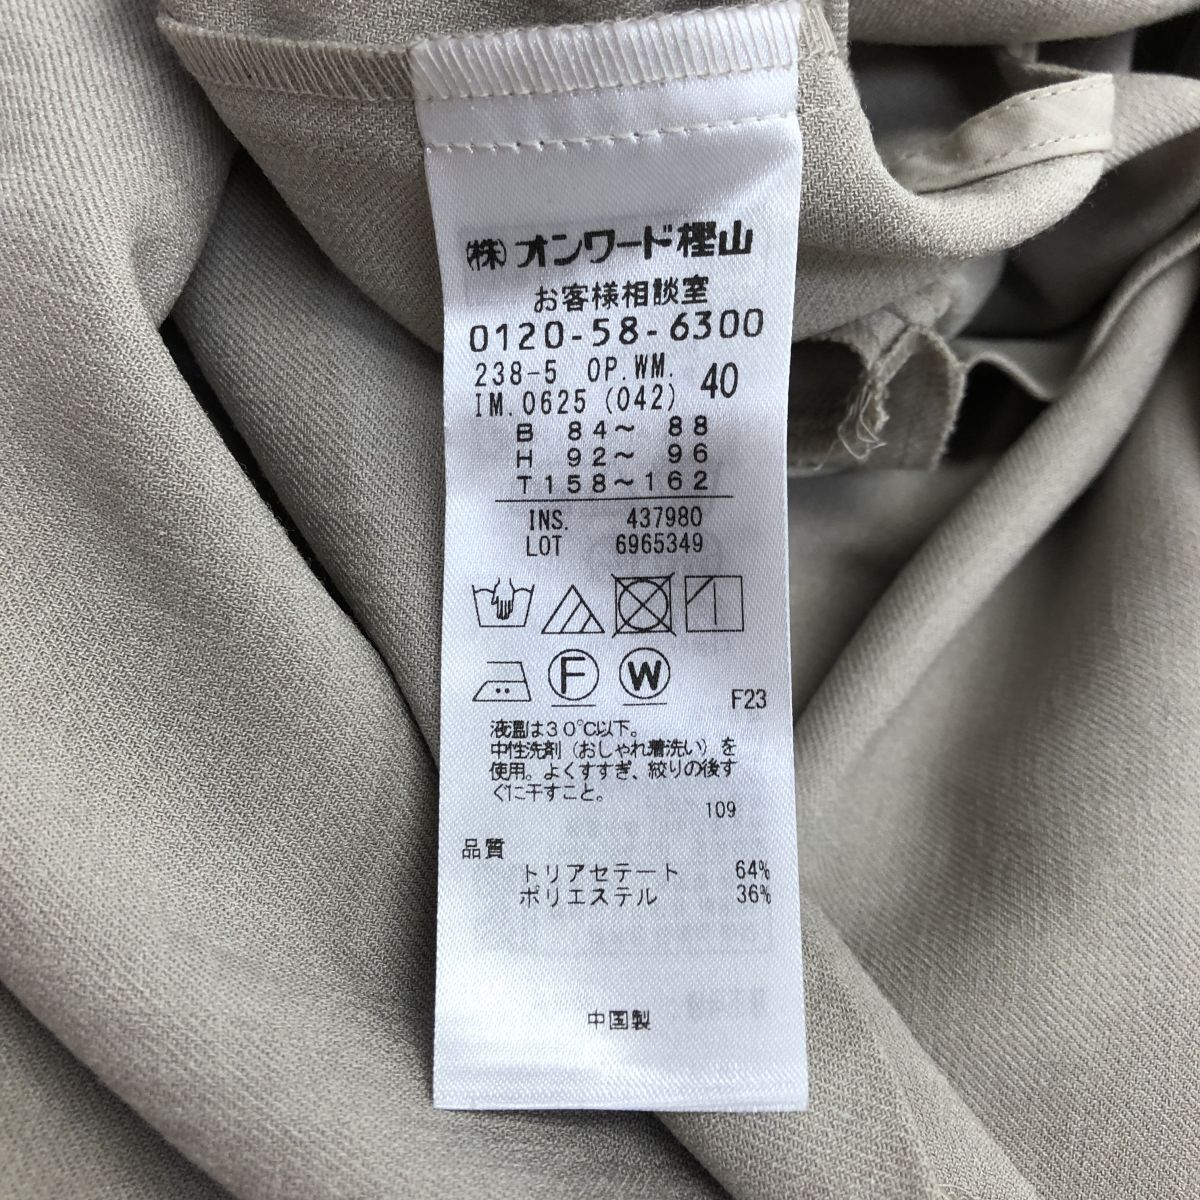 (株)オンワード樫山
お客様相談室
0120-58-6300
238-5 OP.WM. 40
IM.0625 (042)
B 84～ 88
H 92～ 96
T 158～162
INS. 437980
LOT 6965349
F W
F23
液温は30℃以下。
中性洗剤（おしゃれ着洗い）を
使用。よくすすぎ、絞りの後す
ぐに干すこと。
109
品質
トリアセテート 64%
ポリエステル 36%
中国製